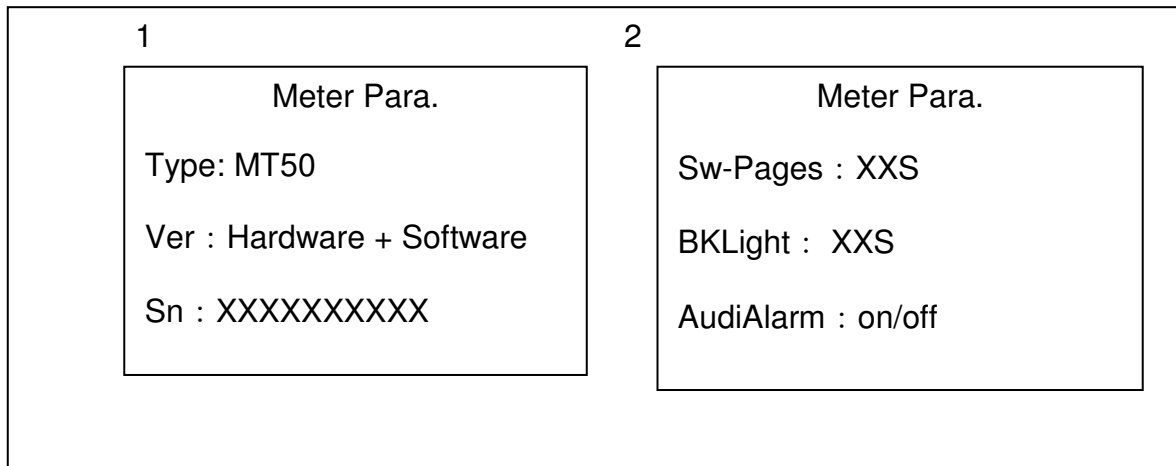 1
Meter Para.
Type: MT50
Ver : Hardware + Software
Sn : XXXXXXXXXX
2
Meter Para.
Sw-Pages : XXS
BKLight : XXS
AudiAlarm : on/off